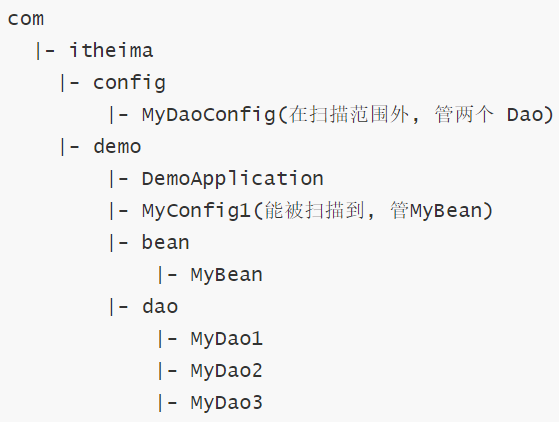 com
|- itheima
|- config
|- MyDaoConfig(在扫描范围外, 管两个 Dao)
|- demo
|- DemoApplication
|- MyConfig1(能被扫描到, 管MyBean)
|- bean
|- MyBean
|- dao
|- MyDao1
|- MyDao2
|- MyDao3